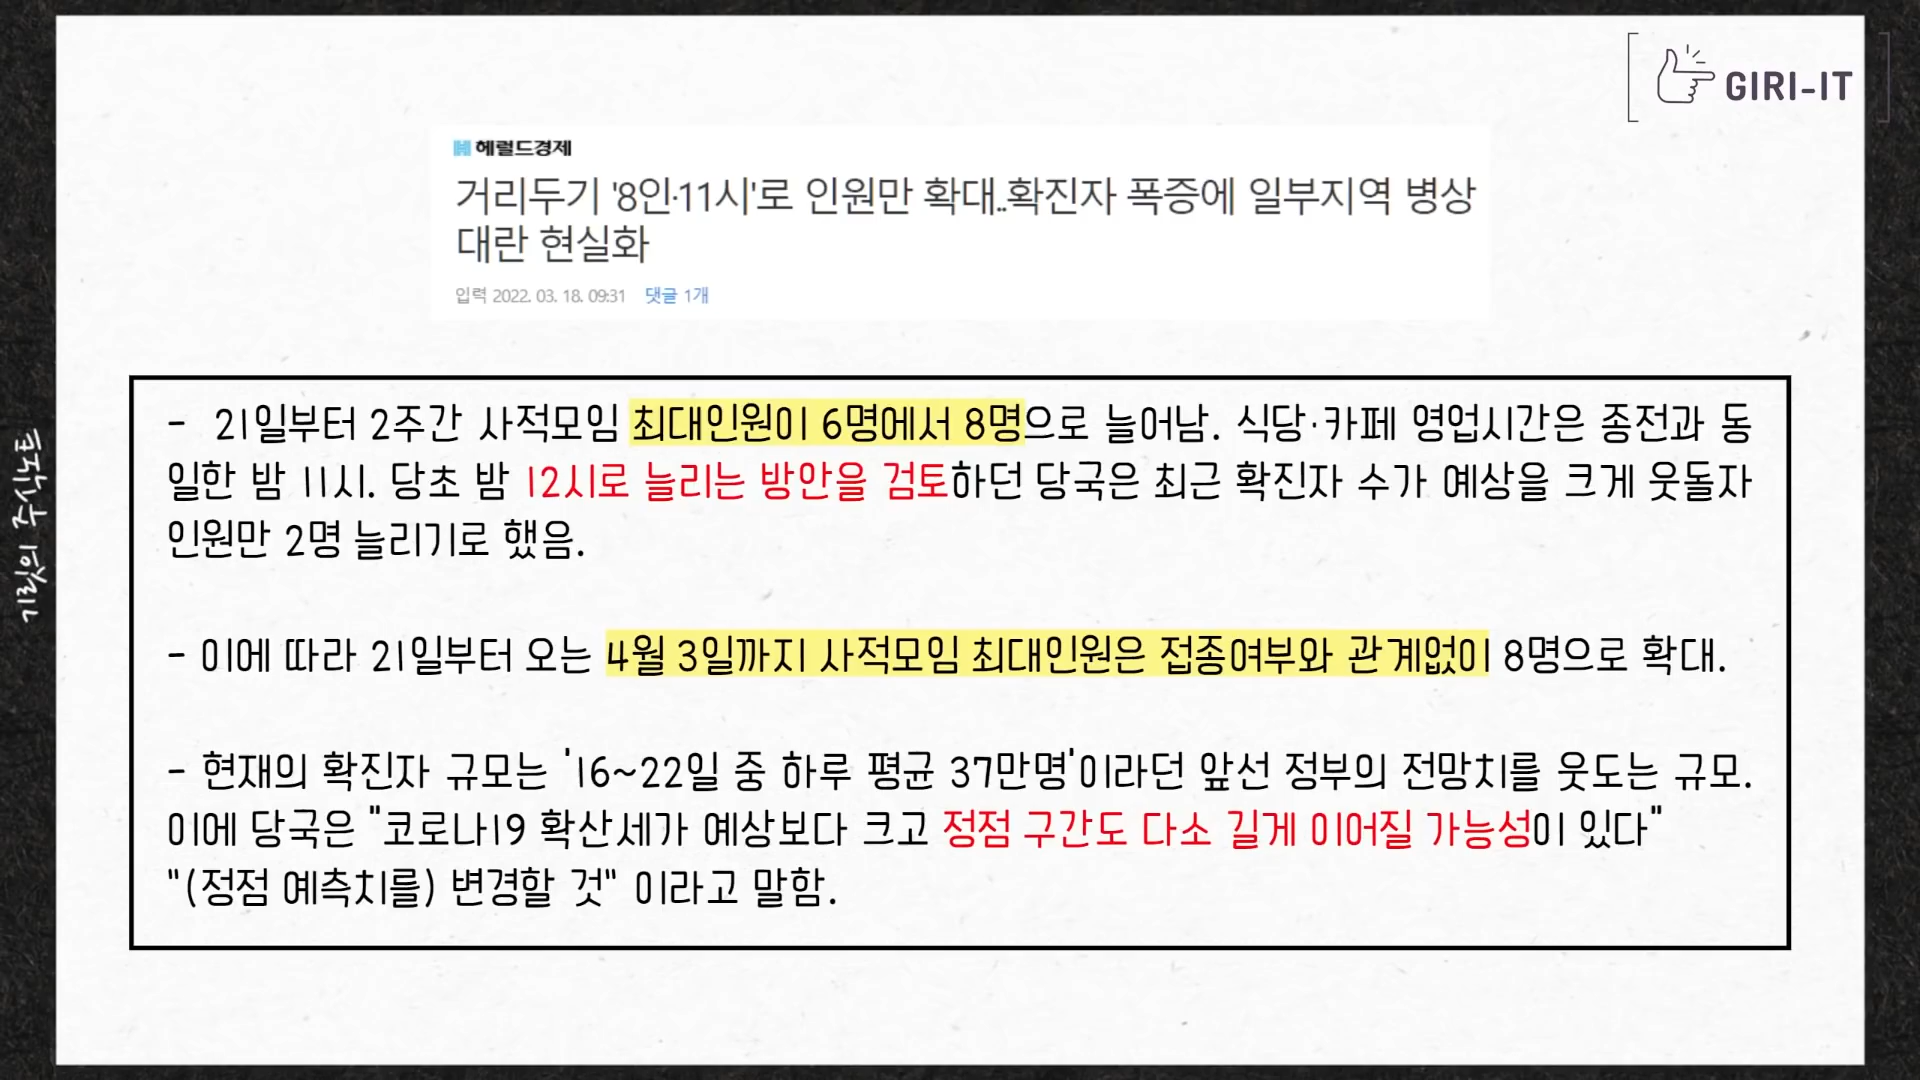 GIRI-IT
헤럴드경제
거리두기 '8인·11시'로 인원만 확대..확진자 폭증에 일부지역 병상
대란 현실화
입력 2022. 03. 18. 09:31 댓글 1개
- 21일부터 2주간 사적모임 최대인원이 6명에서 8명으로 늘어남. 식당·카페 영업시간은 종전과 동
일한 밤 11시. 당초 밤 12시로 늘리는 방안을 검토하던 당국은 최근 확진자 수가 예상을 크게 웃돌자
인원만 2명 늘리기로 했음.
- 이에 따라 21일부터 오는 4월 3일까지 사적모임 최대인원은 접종여부와 관계없이 8명으로 확대.
- 현재의 확진자 규모는 '16~22일 중 하루 평균 37만명'이라던 앞선 정부의 전망치를 웃도는 규모.
이에 당국은 "코로나19 확산세가 예상보다 크고 정점 구간도 다소 길게 이어질 가능성이 있다"
"(정점 예측치를) 변경할 것" 이라고 말함.
기릿의 주식노트